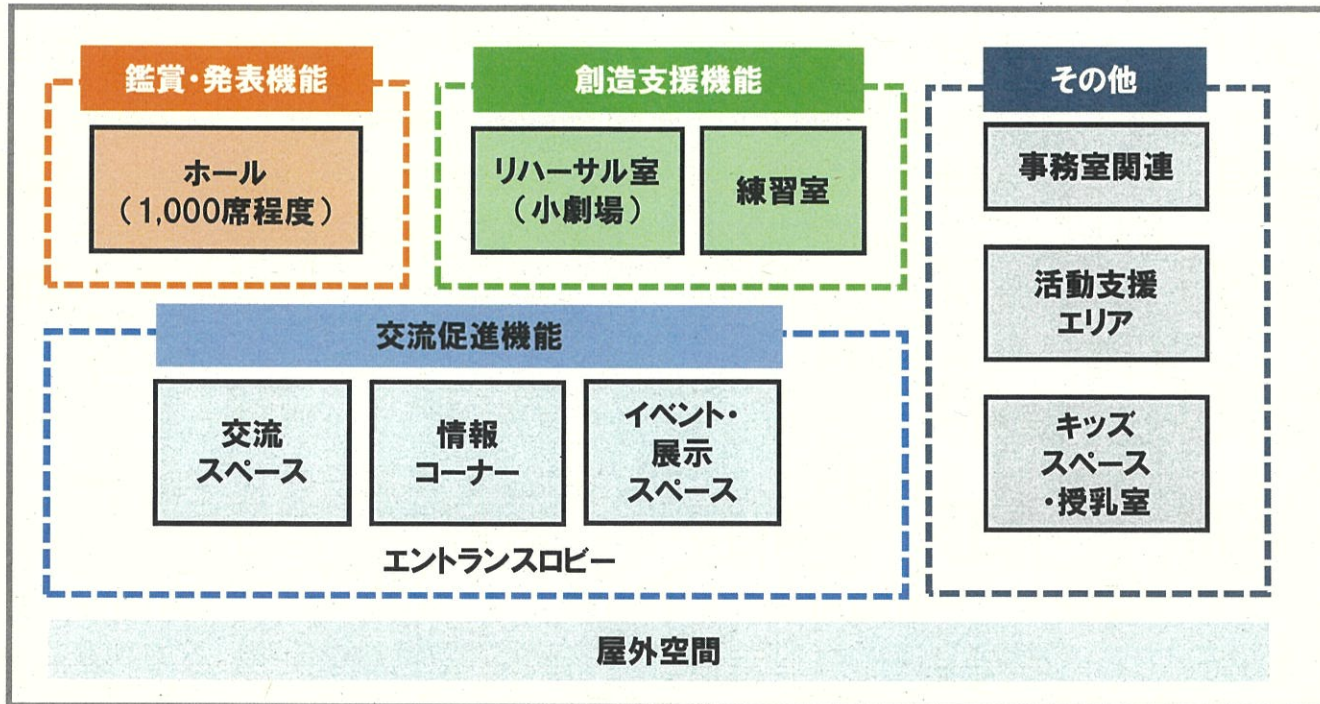 鑑賞・発表機能
ホール
（1,000席程度）
創造支援機能
リハーサル室
（小劇場）
練習室
その他
事務室関連
活動支援
エリア
キッズ
スペース
・授乳室
交流促進機能
交流
スペース
情報
コーナー
イベント・
展示
スペース
エントランスロビー
屋外空間